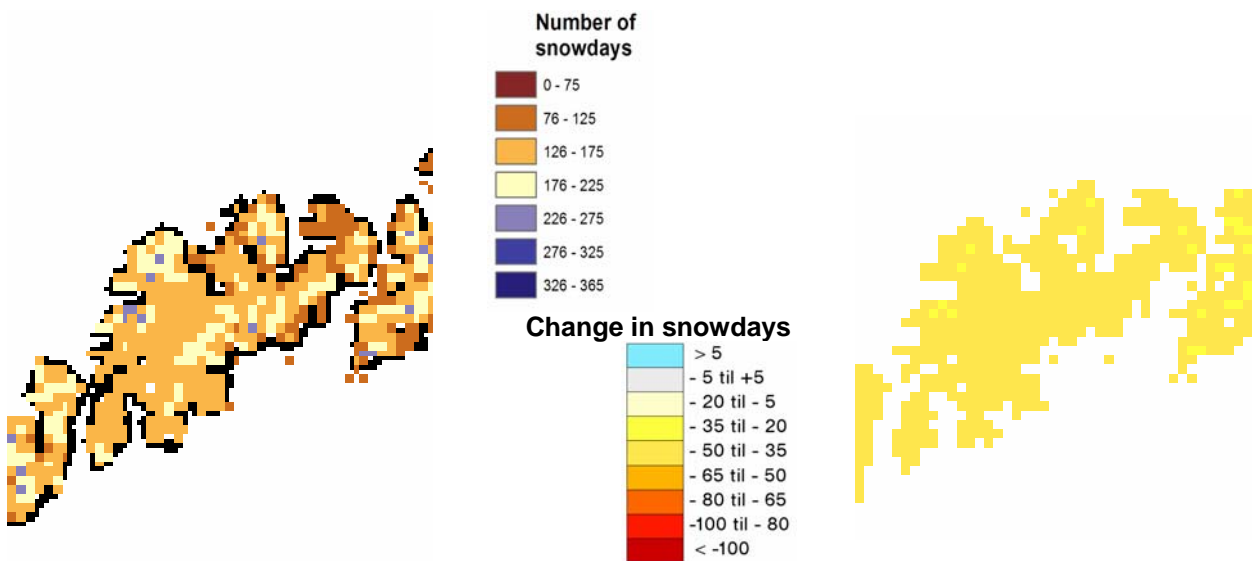 Number of
snowdays
0 - 75
76 - 125
126 - 175
176 - 225
226 - 275
276 - 325
326 - 365
Change in snowdays
> 5
- 5 til +5
- 20 til - 5
- 35 til - 20
- 50 til - 35
- 65 til - 50
- 80 til - 65
-100 til - 80
< -100